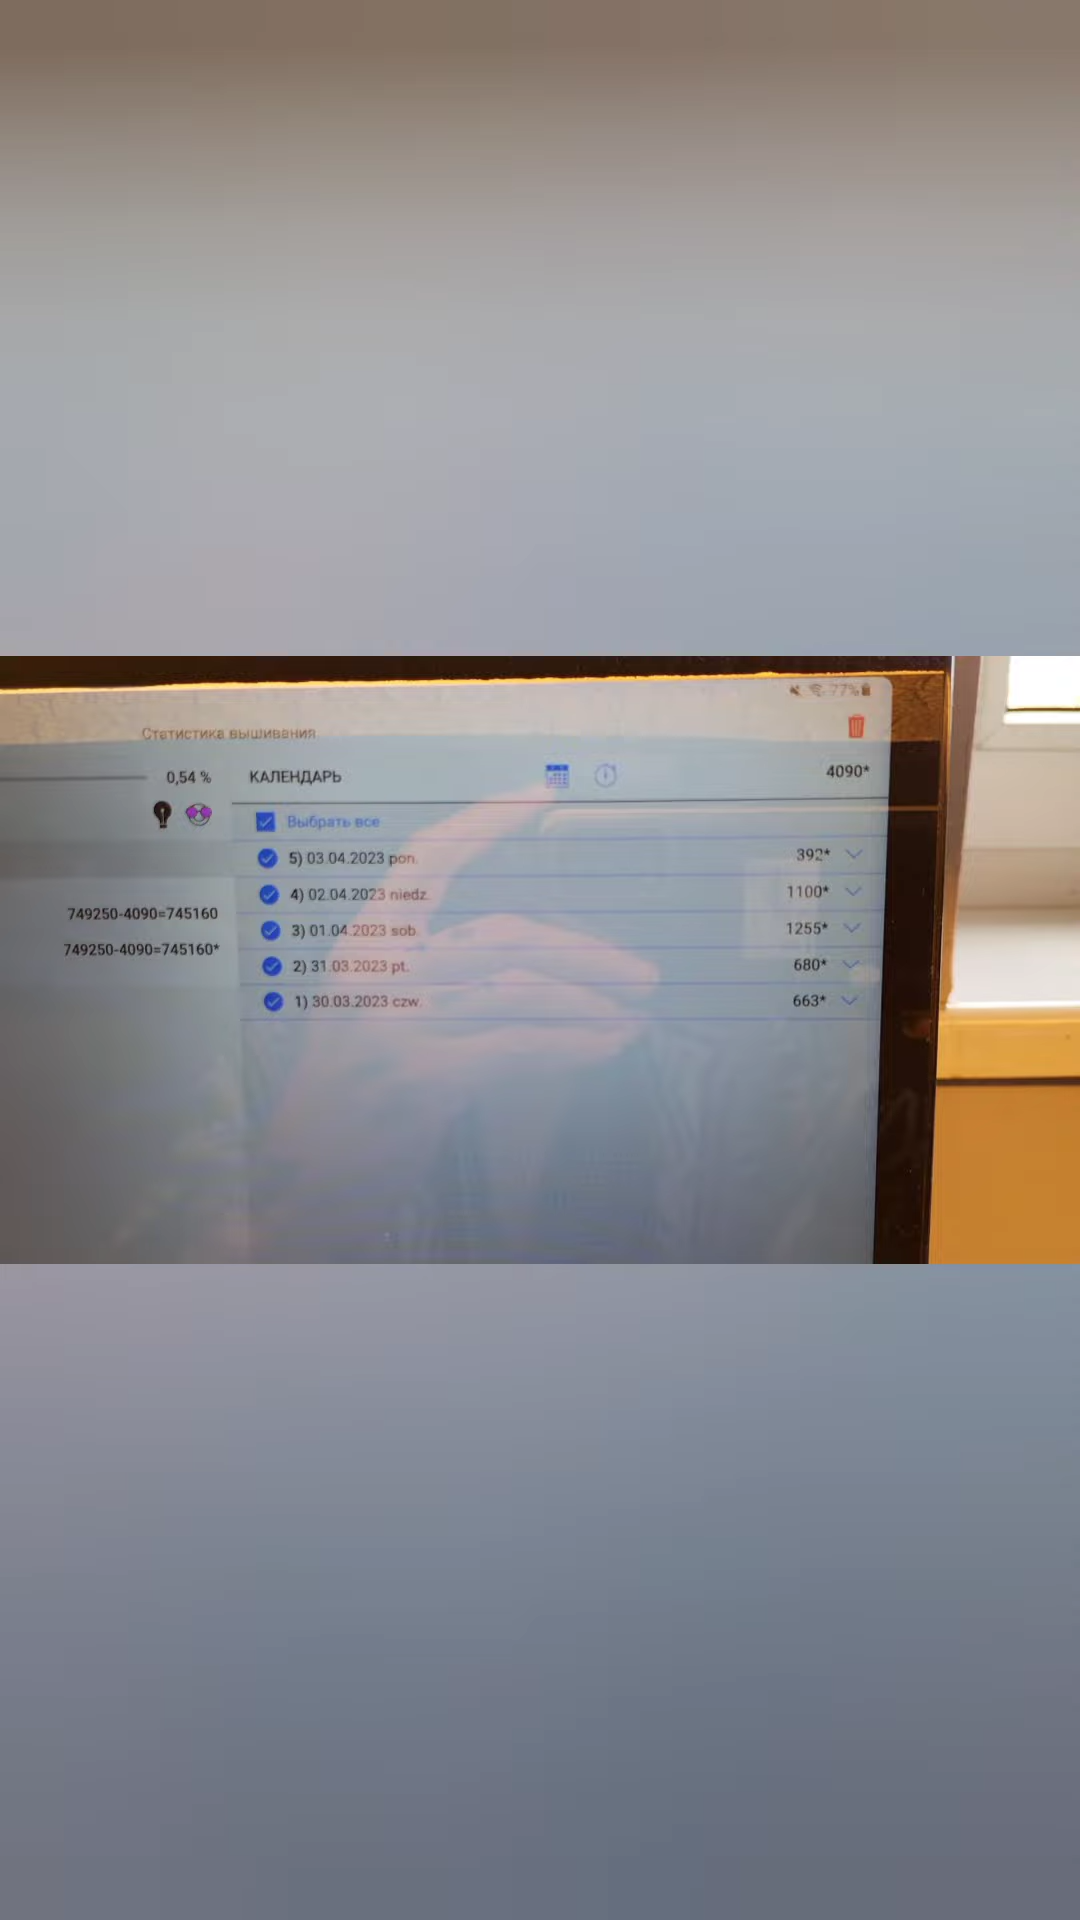 77%
Статистика вышивания
0,54 %
КАЛЕНДАРЬ
4090*
Выбрать все
5) 03.04.2023 pon.
392*
4) 02.04.2023 niedz.
1100*
749250-4090=745160
3) 01.04.2023 sob.
1255*
749250-4090=745160*
2) 31.03.2023 pt.
680*
1) 30.03.2023 czw.
663*